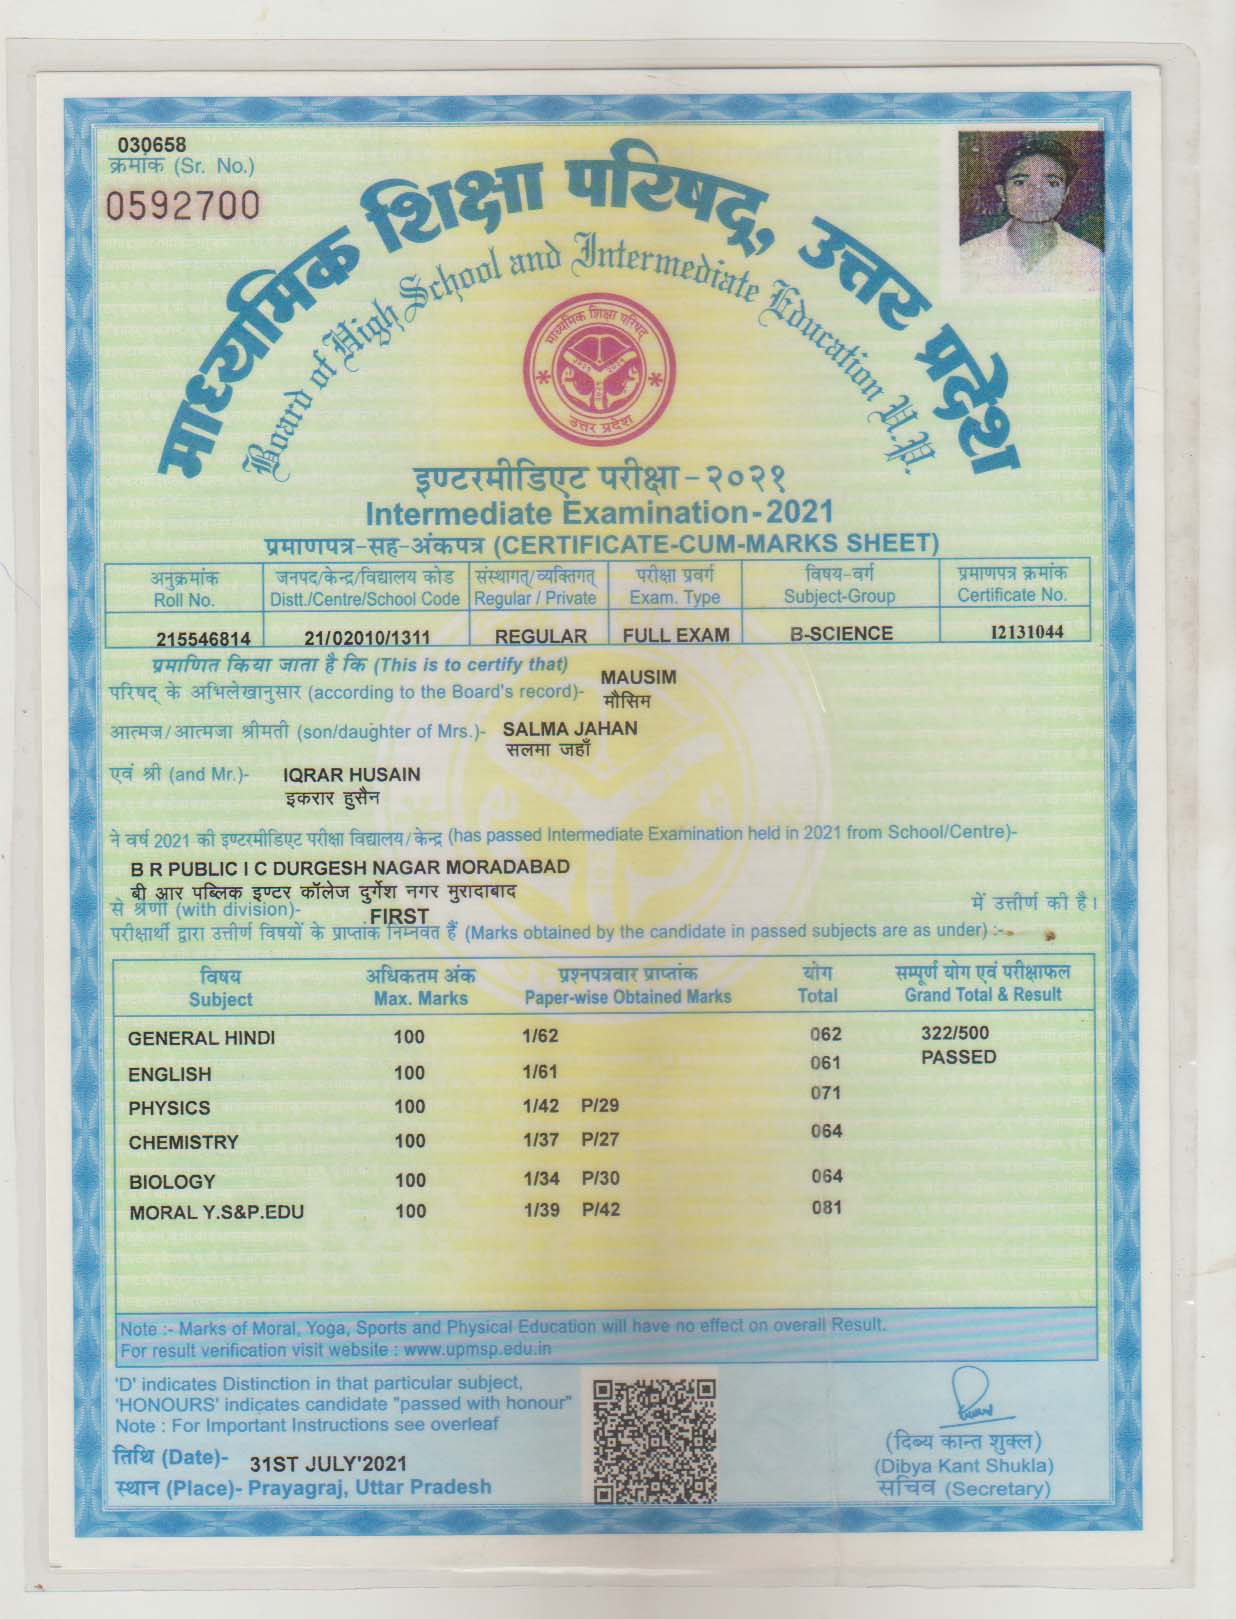 030658
क्रमांक (Sr. No.)
0592700
माध्यमिक शिक्षा परिषद्, उत्तर प्रदेश
Board of High School and Intermediate Education U.P.
माध्यमिक शिक्षा परिषद्
उत्तर प्रदेश
इण्टरमीडिएट परीक्षा - २०२१
Intermediate Examination - 2021
प्रमाणपत्र-सह-अंकपत्र (CERTIFICATE-CUM-MARKS SHEET)
अनुक्रमांक जनपद/केन्द्र/विद्यालय कोड संस्थागत्/व्यक्तिगत् परीक्षा प्रवर्ग विषय-वर्ग प्रमाणपत्र क्रमांक
Roll No. Distt./Centre/School Code Regular / Private Exam. Type Subject-Group Certificate No.
215546814 21/02010/1311 REGULAR FULL EXAM B-SCIENCE I2131044
प्रमाणित किया जाता है कि (This is to certify that)
MAUSIM
परिषद् के अभिलेखानुसार (according to the Board's record)- मौसिम
आत्मज/आत्मजा श्रीमती (son/daughter of Mrs.)- SALMA JAHAN
सलमा जहाँ
एवं श्री (and Mr.)- IQRAR HUSAIN
इकरार हुसैन
ने वर्ष 2021 की इण्टरमीडिएट परीक्षा विद्यालय/केन्द्र (has passed Intermediate Examination held in 2021 from School/Centre)-
B R PUBLIC I C DURGESH NAGAR MORADABAD
बी आर पब्लिक इण्टर कॉलेज दुर्गेश नगर मुरादाबाद
से श्रेणी (with division)- FIRST में उत्तीर्ण की है।
परीक्षार्थी द्वारा उत्तीर्ण विषयों के प्राप्तांक निम्नवत हैं (Marks obtained by the candidate in passed subjects are as under) :-
विषय अधिकतम अंक प्रश्नपत्रवार प्राप्तांक योग सम्पूर्ण योग एवं परीक्षाफल
Subject Max. Marks Paper-wise Obtained Marks Total Grand Total & Result
GENERAL HINDI 100 1/62 062 322/500
PASSED
ENGLISH 100 1/61 061
PHYSICS 100 1/42 P/29 071
CHEMISTRY 100 1/37 P/27 064
BIOLOGY 100 1/34 P/30 064
MORAL Y.S&P.EDU 100 1/39 P/42 081
Note :- Marks of Moral, Yoga, Sports and Physical Education will have no effect on overall Result.
For result verification visit website : www.upmsp.edu.in
'D' indicates Distinction in that particular subject,
'HONOURS' indicates candidate "passed with honour"
Note : For Important Instructions see overleaf
तिथि (Date)- 31ST JULY'2021
स्थान (Place)- Prayagraj, Uttar Pradesh
(दिब्य कान्त शुक्ल)
(Dibya Kant Shukla)
सचिव (Secretary)